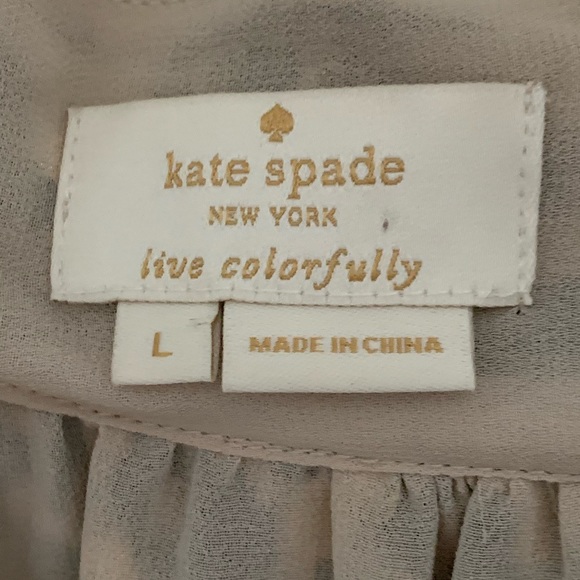 kate spade
NEW YORK
live colorfully
L
MADE IN CHINA